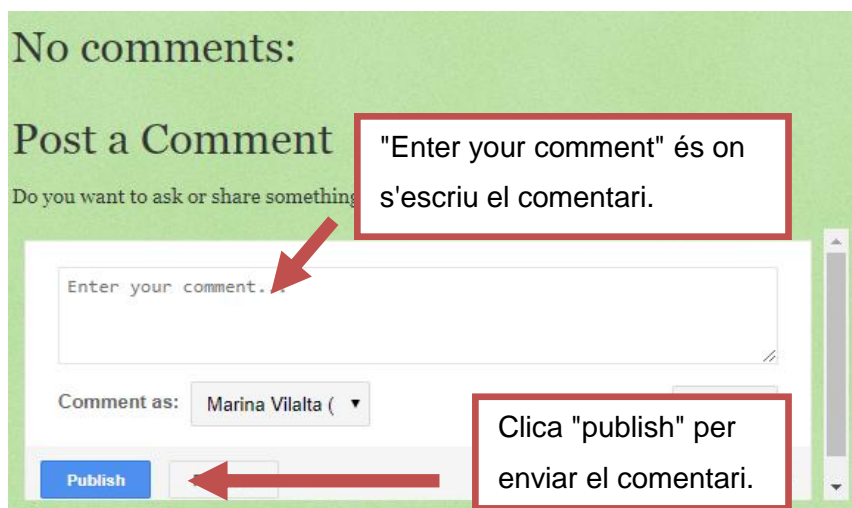 No comments:
Post a Comment
"Enter your comment" és on
s'escriu el comentari.
Do you want to ask or share something
Enter your comment...
Comment as:
Marina Vilalta (
Clica "publish" per
enviar el comentari.
Publish